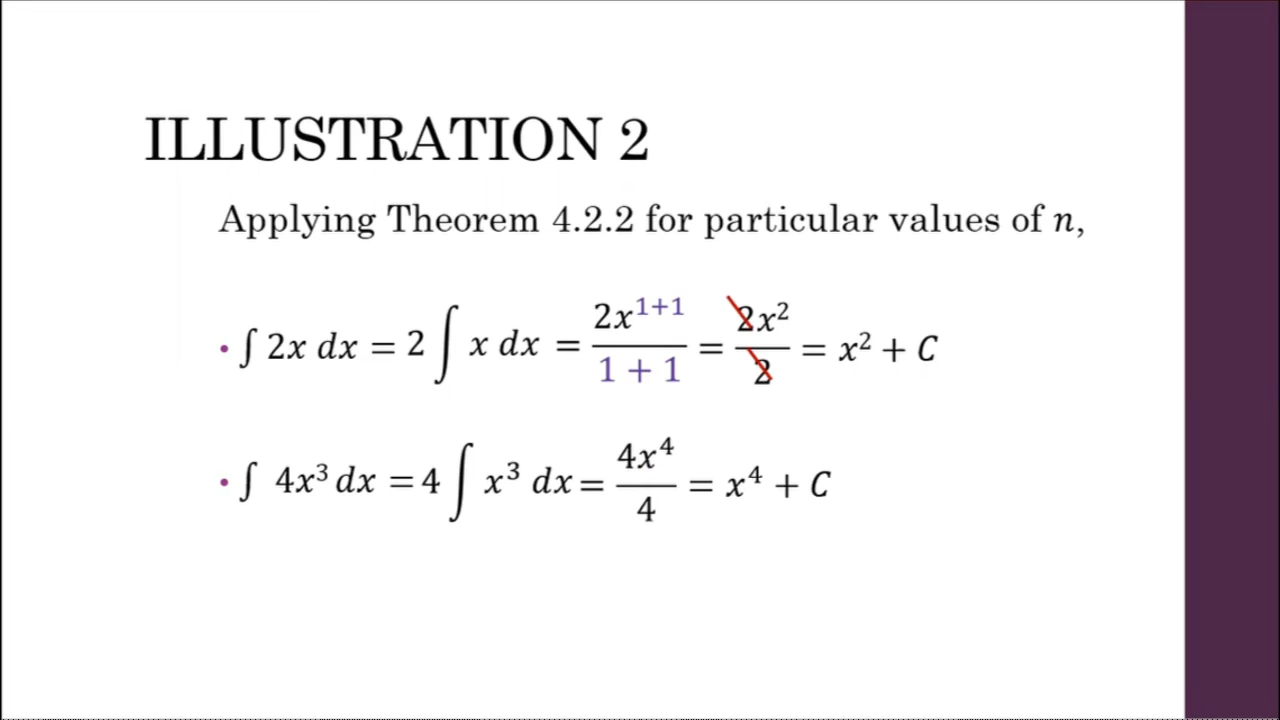 ILLUSTRATION 2
Applying Theorem 4.2.2 for particular values of n,
• ∫ 2x dx = 2 ∫ x dx = 2x^{1+1}/(1 + 1) = 2x²/2 = x² + C
• ∫ 4x³ dx = 4 ∫ x³ dx = 4x⁴/4 = x⁴ + C